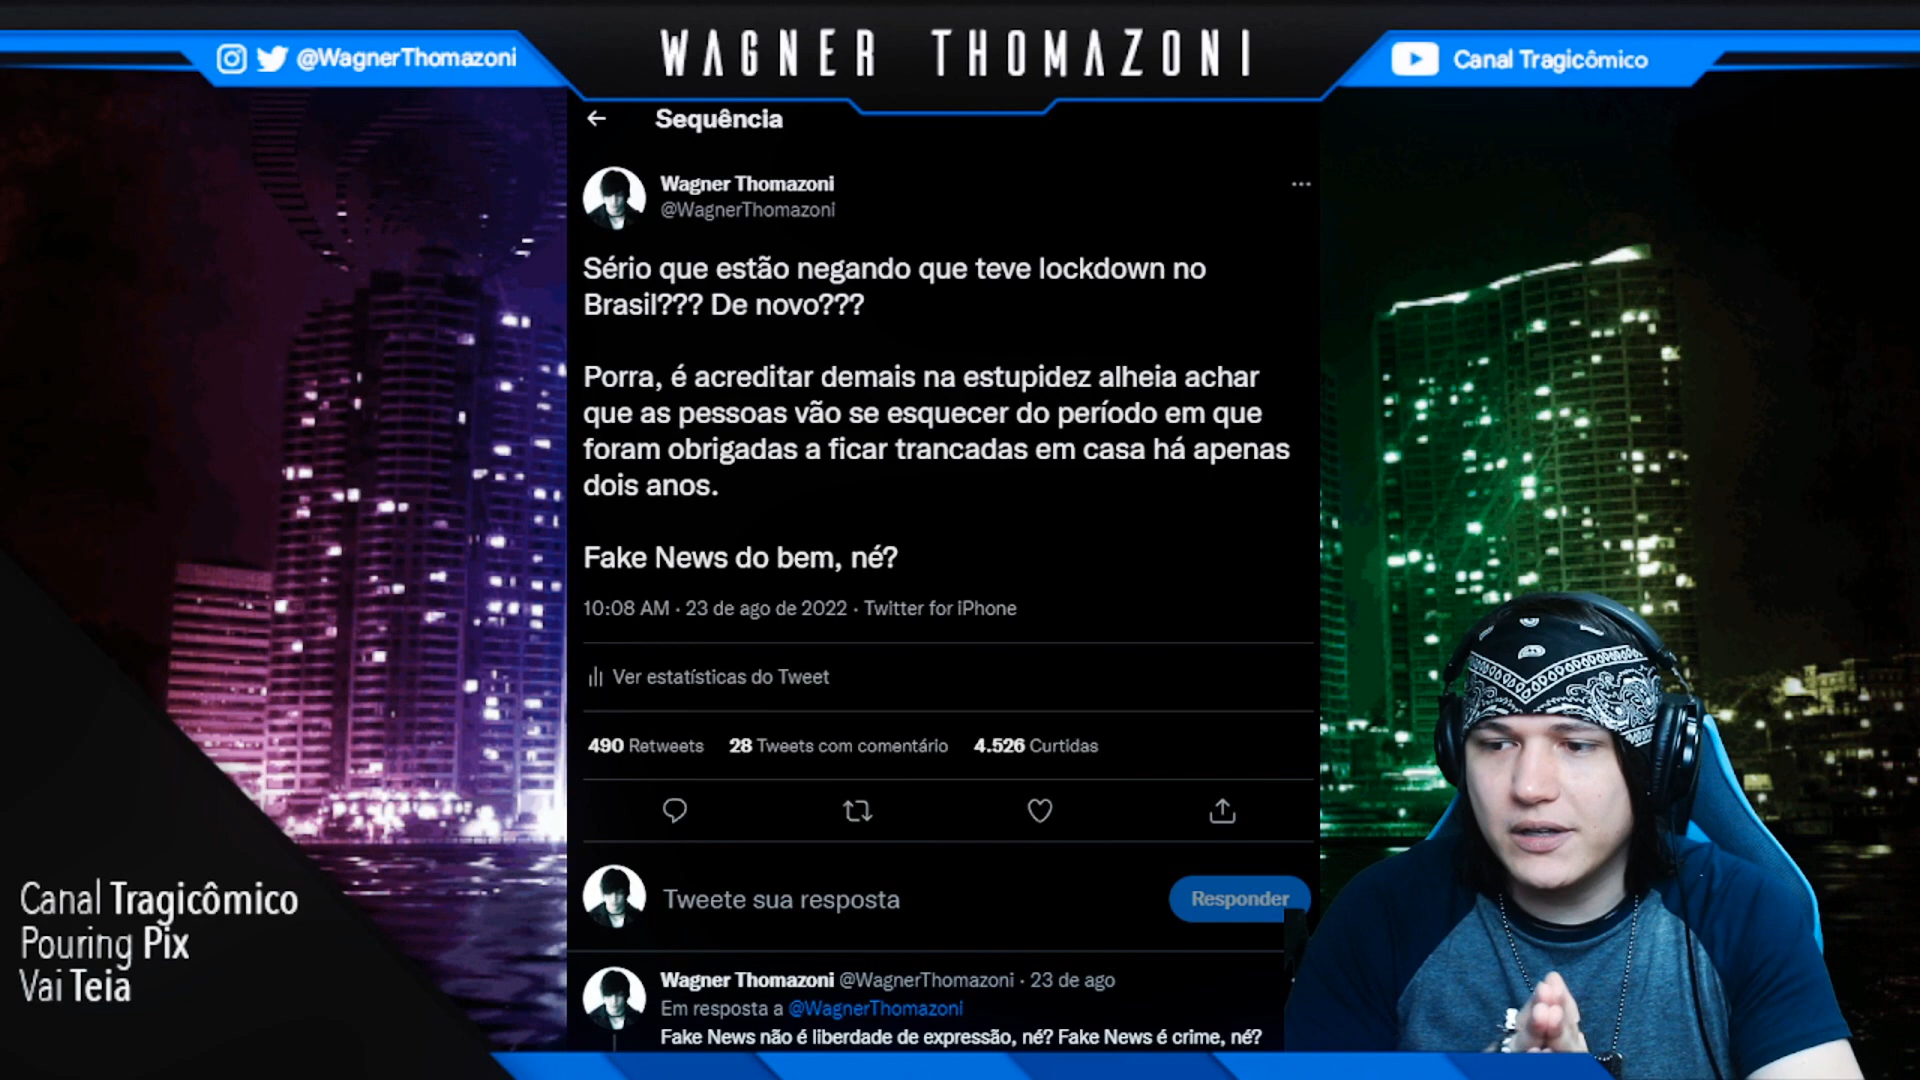 WAGNER THOMAZONI
@WagnerThomazoni
Canal Tragicômico
Sequência
Wagner Thomazoni
@WagnerThomazoni
Sério que estão negando que teve lockdown no
Brasil??? De novo???
Porra, é acreditar demais na estupidez alheia achar
que as pessoas vão se esquecer do período em que
foram obrigadas a ficar trancadas em casa há apenas
dois anos.
Fake News do bem, né?
10:08 AM · 23 de ago de 2022 · Twitter for iPhone
Ver estatísticas do Tweet
490 Retweets 28 Tweets com comentário 4.526 Curtidas
Tweete sua resposta
Responder
Wagner Thomazoni @WagnerThomazoni · 23 de ago
Em resposta a @WagnerThomazoni
Fake News não é liberdade de expressão, né? Fake News é crime, né?
Canal Tragicômico
Pouring Pix
Vai Teia